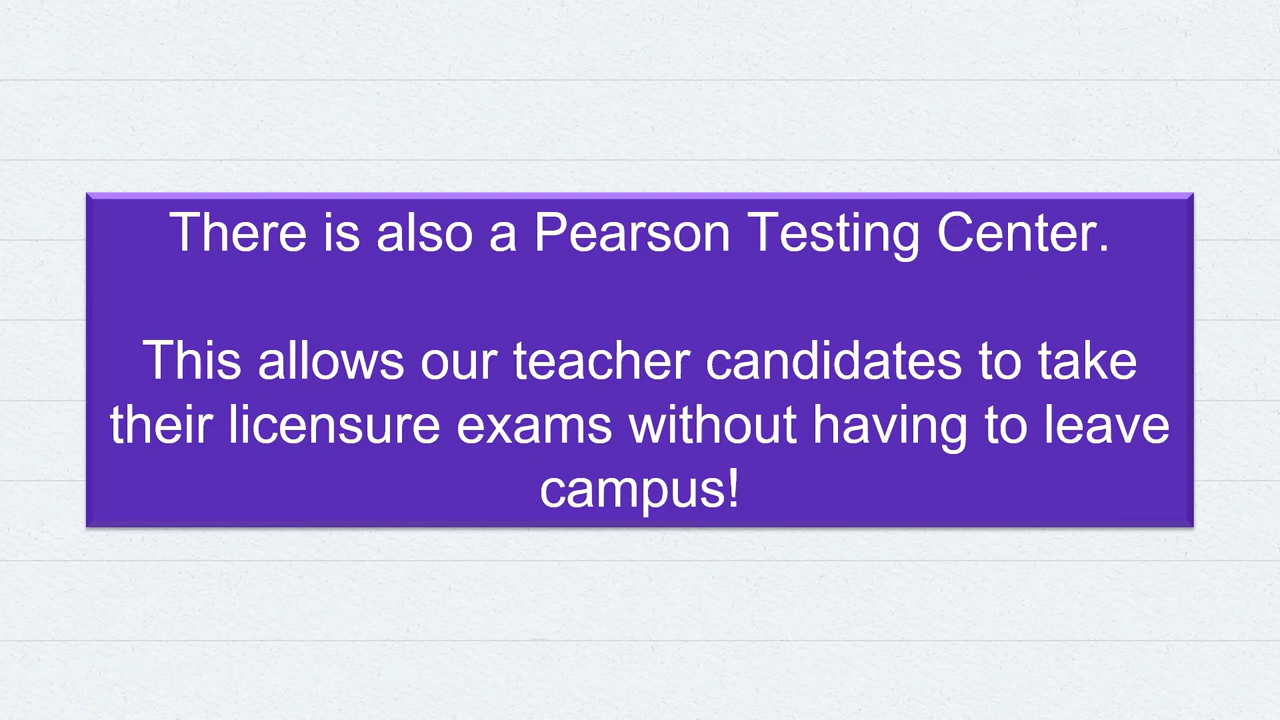 There is also a Pearson Testing Center.
This allows our teacher candidates to take
their licensure exams without having to leave
campus!